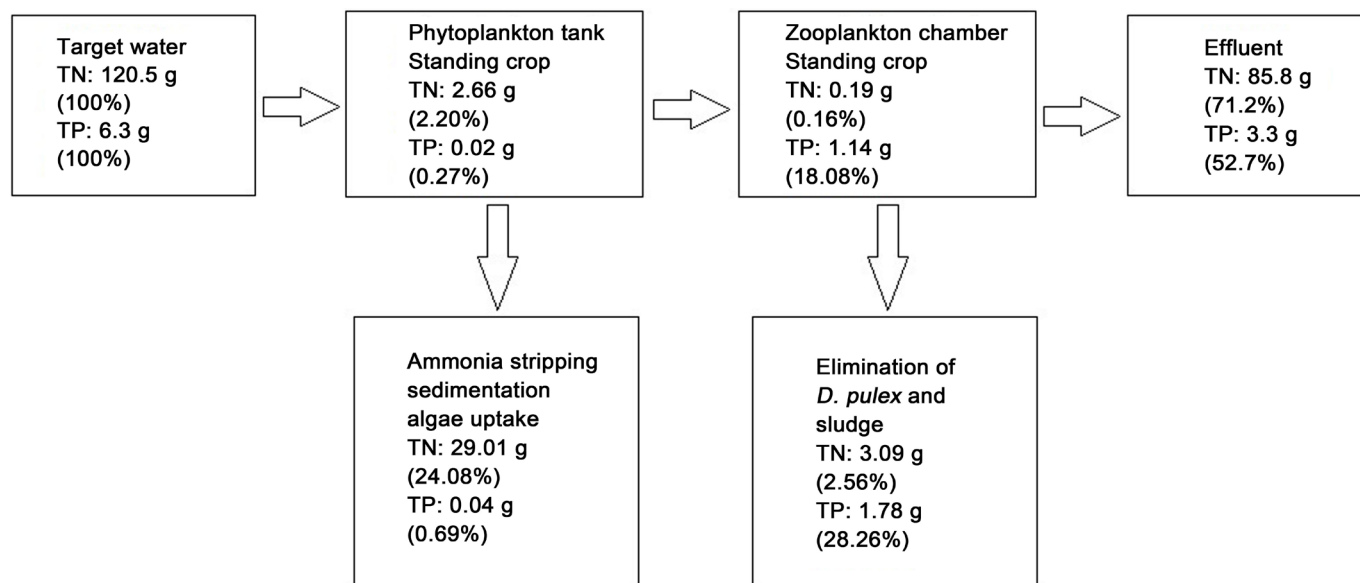 Target water
TN: 120.5 g
(100%)
TP: 6.3 g
(100%)
Phytoplankton tank
Standing crop
TN: 2.66 g
(2.20%)
TP: 0.02 g
(0.27%)
Zooplankton chamber
Standing crop
TN: 0.19 g
(0.16%)
TP: 1.14 g
(18.08%)
Effluent
TN: 85.8 g
(71.2%)
TP: 3.3 g
(52.7%)
Ammonia stripping
sedimentation
algae uptake
TN: 29.01 g
(24.08%)
TP: 0.04 g
(0.69%)
Elimination of
D. pulex and
sludge
TN: 3.09 g
(2.56%)
TP: 1.78 g
(28.26%)